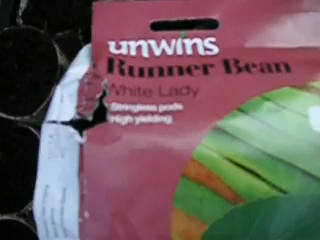 unwins
Runner Bean
White Lady
Stringless pods
High yielding